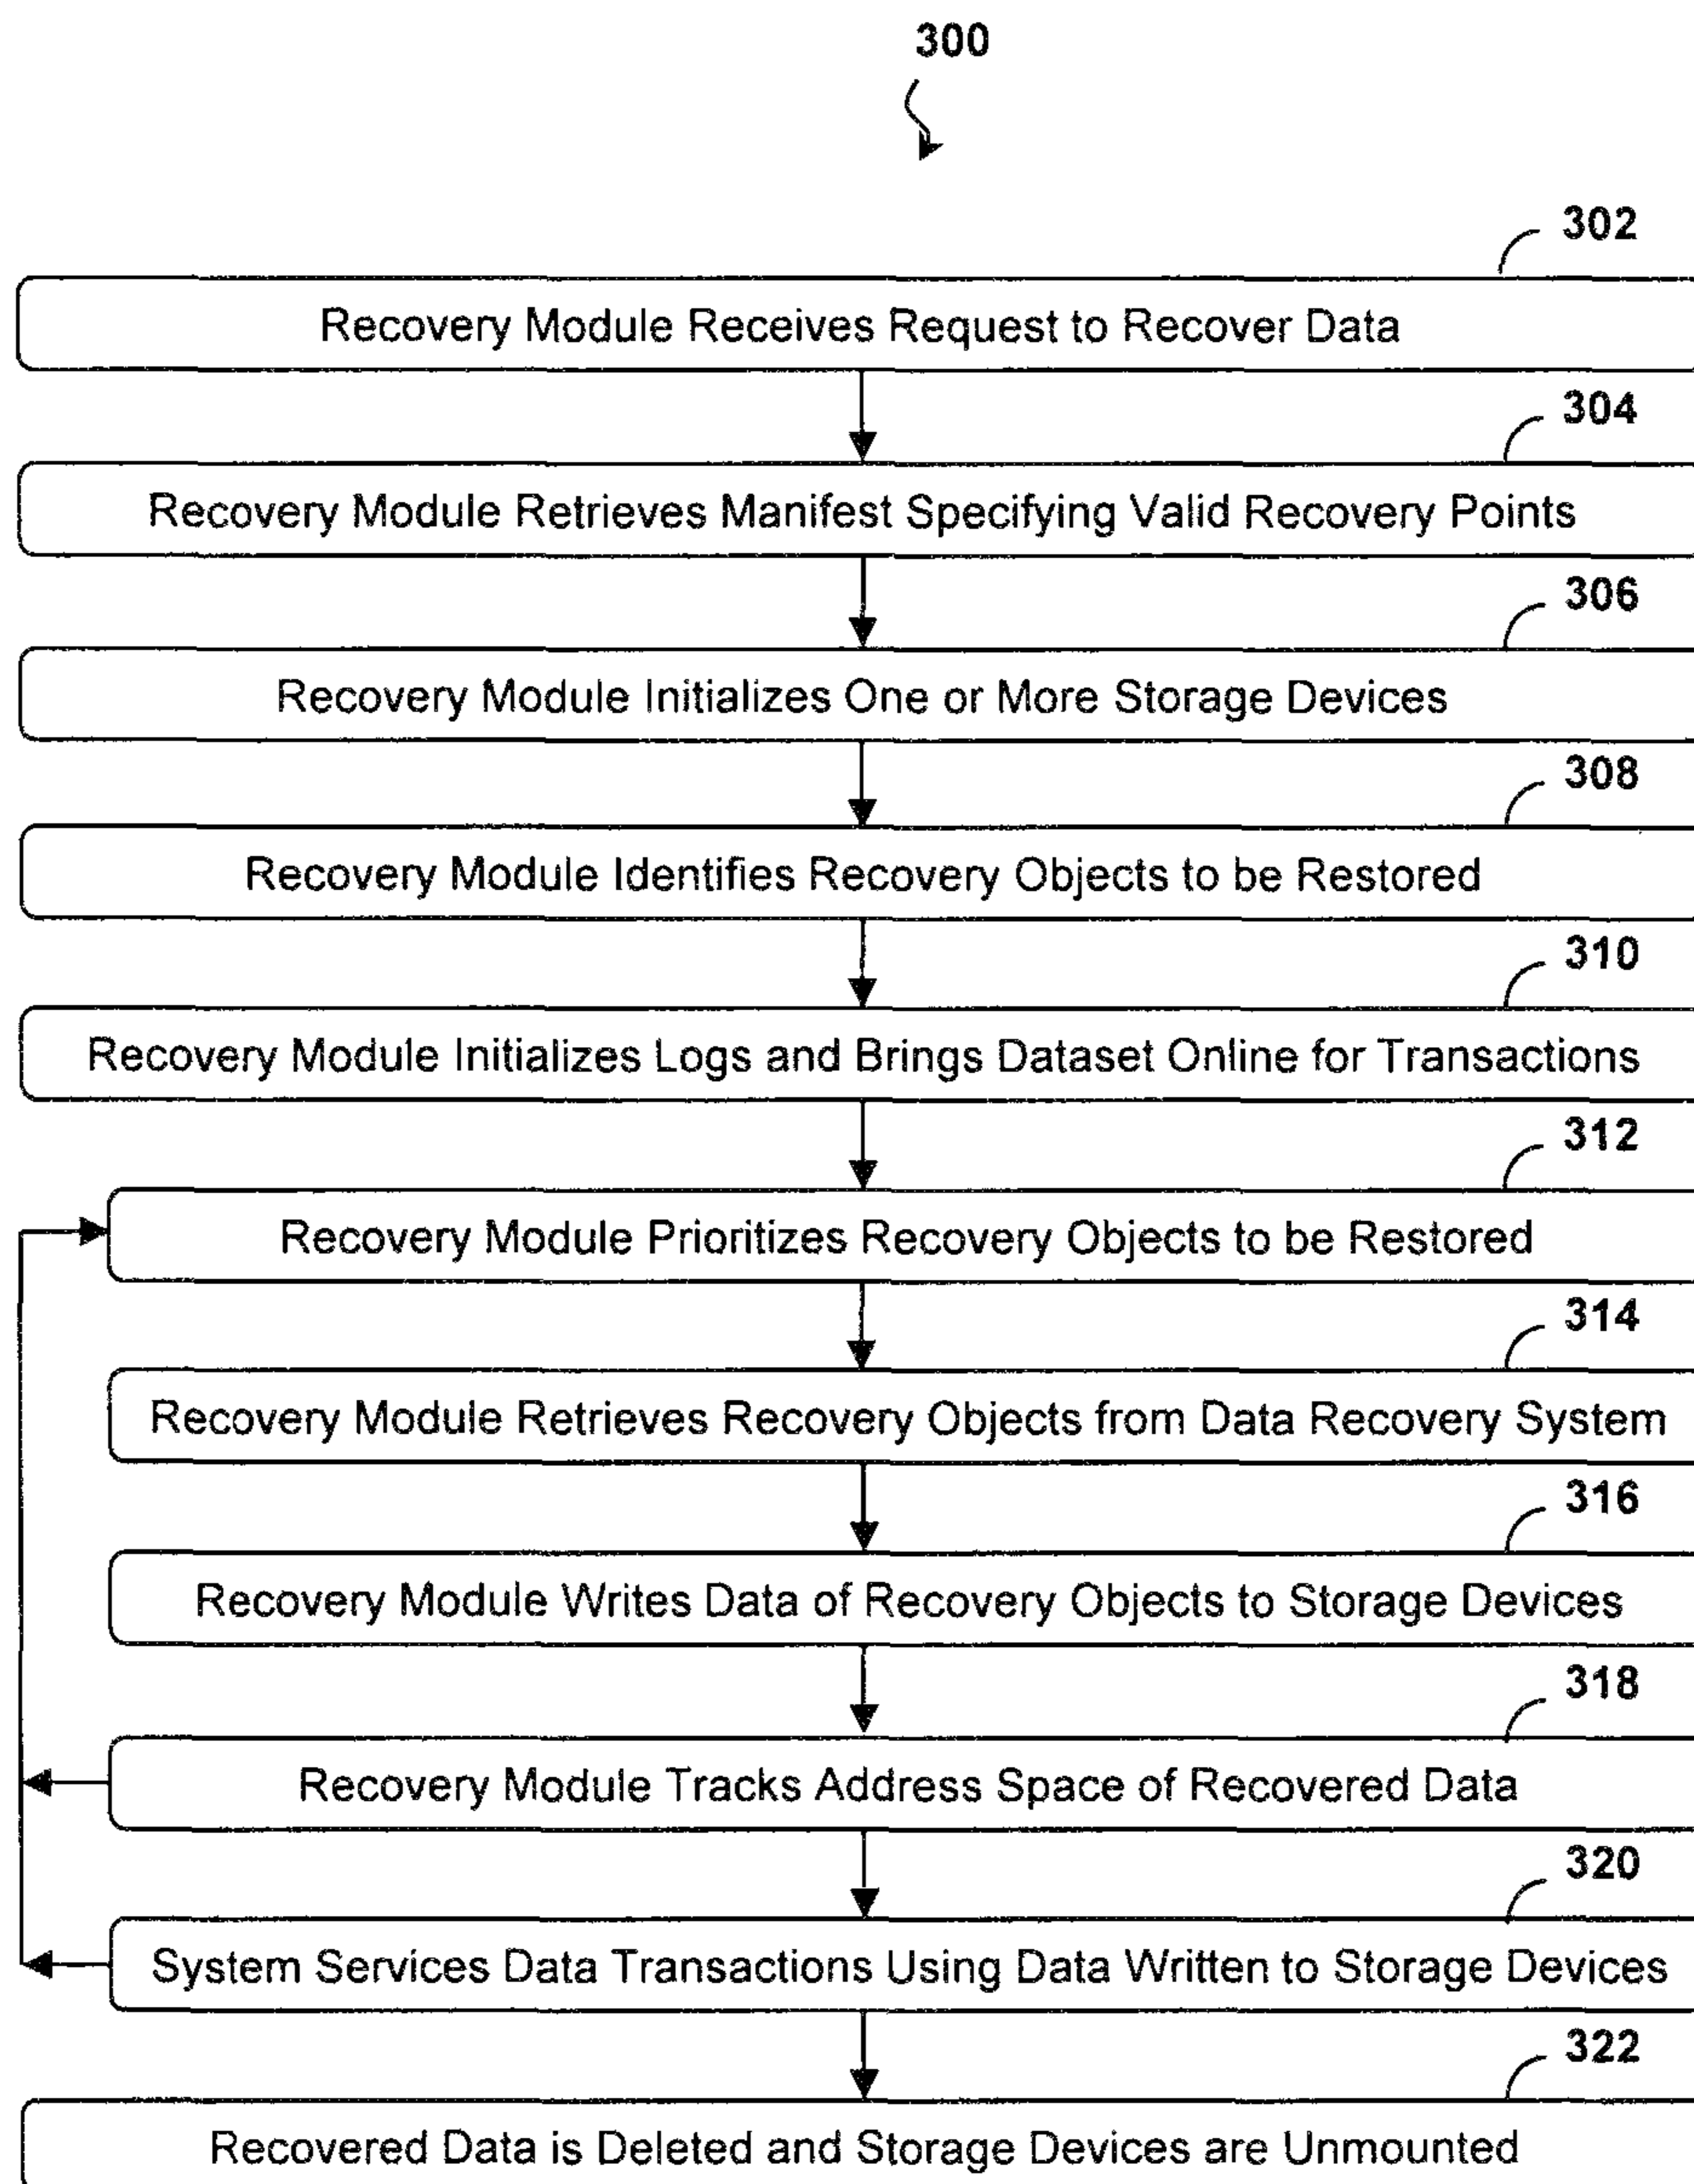 300
302
Recovery Module Receives Request to Recover Data
304
Recovery Module Retrieves Manifest Specifying Valid Recovery Points
306
Recovery Module Initializes One or More Storage Devices
308
Recovery Module Identifies Recovery Objects to be Restored
310
Recovery Module Initializes Logs and Brings Dataset Online for Transactions
312
Recovery Module Prioritizes Recovery Objects to be Restored
314
Recovery Module Retrieves Recovery Objects from Data Recovery System
316
Recovery Module Writes Data of Recovery Objects to Storage Devices
318
Recovery Module Tracks Address Space of Recovered Data
320
System Services Data Transactions Using Data Written to Storage Devices
322
Recovered Data is Deleted and Storage Devices are Unmounted